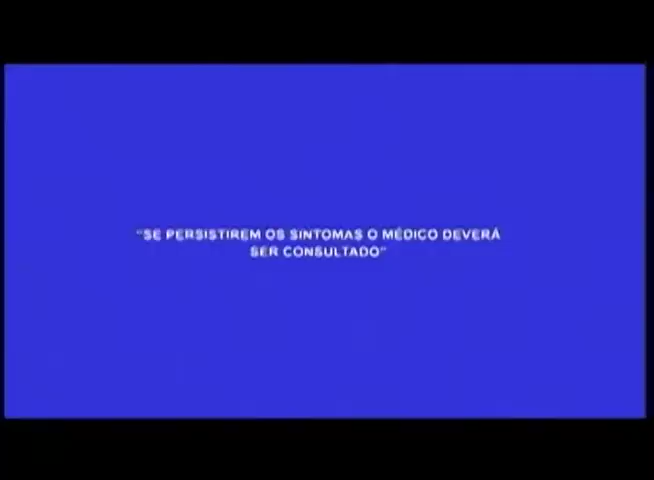 "SE PERSISTIREM OS SINTOMAS O MÉDICO DEVERÁ
SER CONSULTADO"